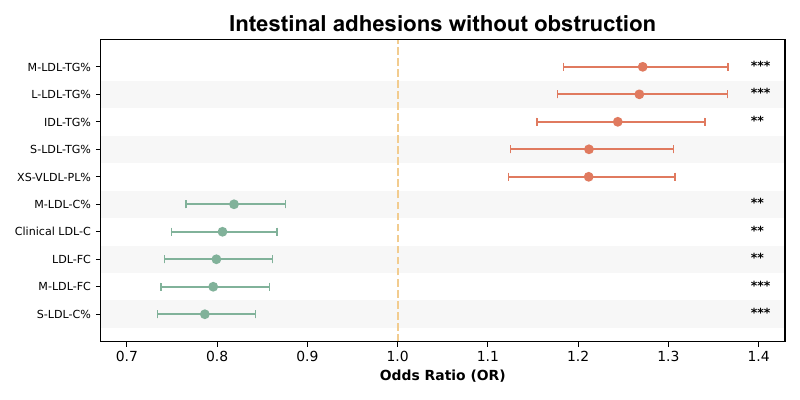 Intestinal adhesions without obstruction
M-LDL-TG% ***
L-LDL-TG% ***
IDL-TG% **
S-LDL-TG%
XS-VLDL-PL%
M-LDL-C% **
Clinical LDL-C **
LDL-FC **
M-LDL-FC ***
S-LDL-C% ***
0.7 0.8 0.9 1.0 1.1 1.2 1.3 1.4
Odds Ratio (OR)